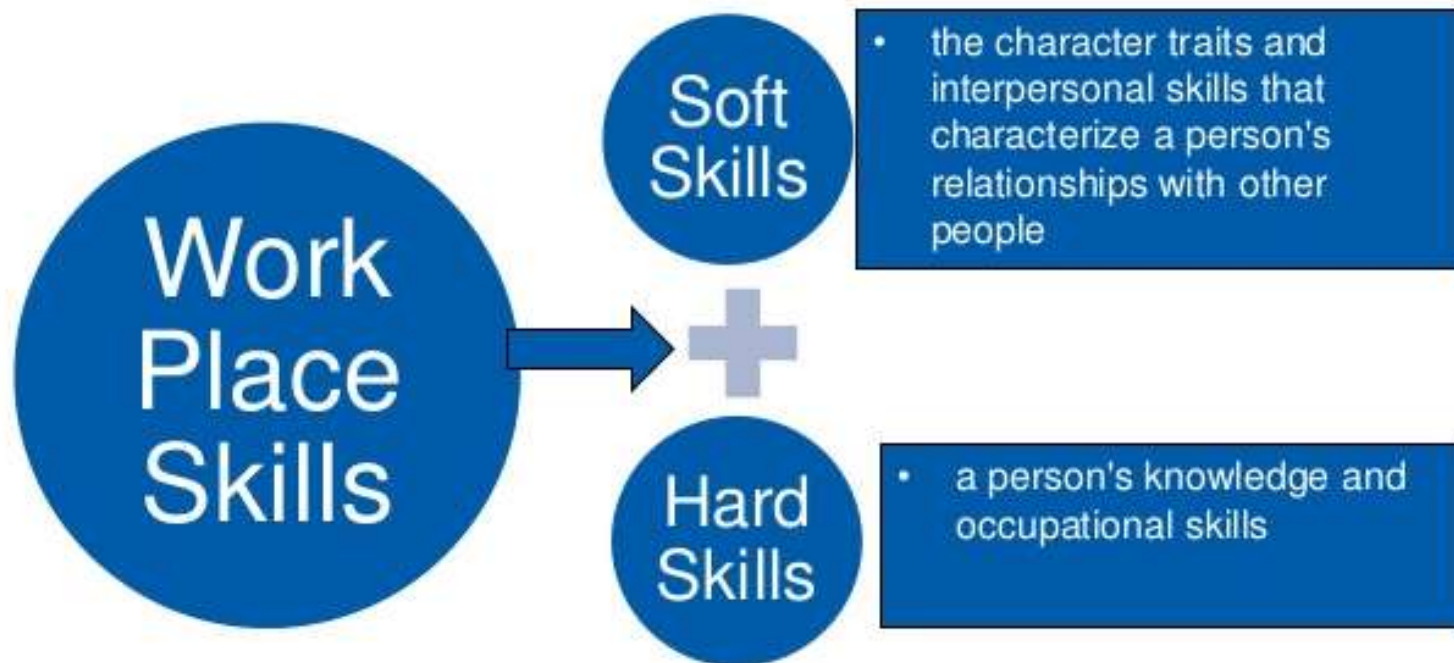 Work
Place
Skills
Soft
Skills
• the character traits and
interpersonal skills that
characterize a person's
relationships with other
people
Hard
Skills
• a person's knowledge and
occupational skills